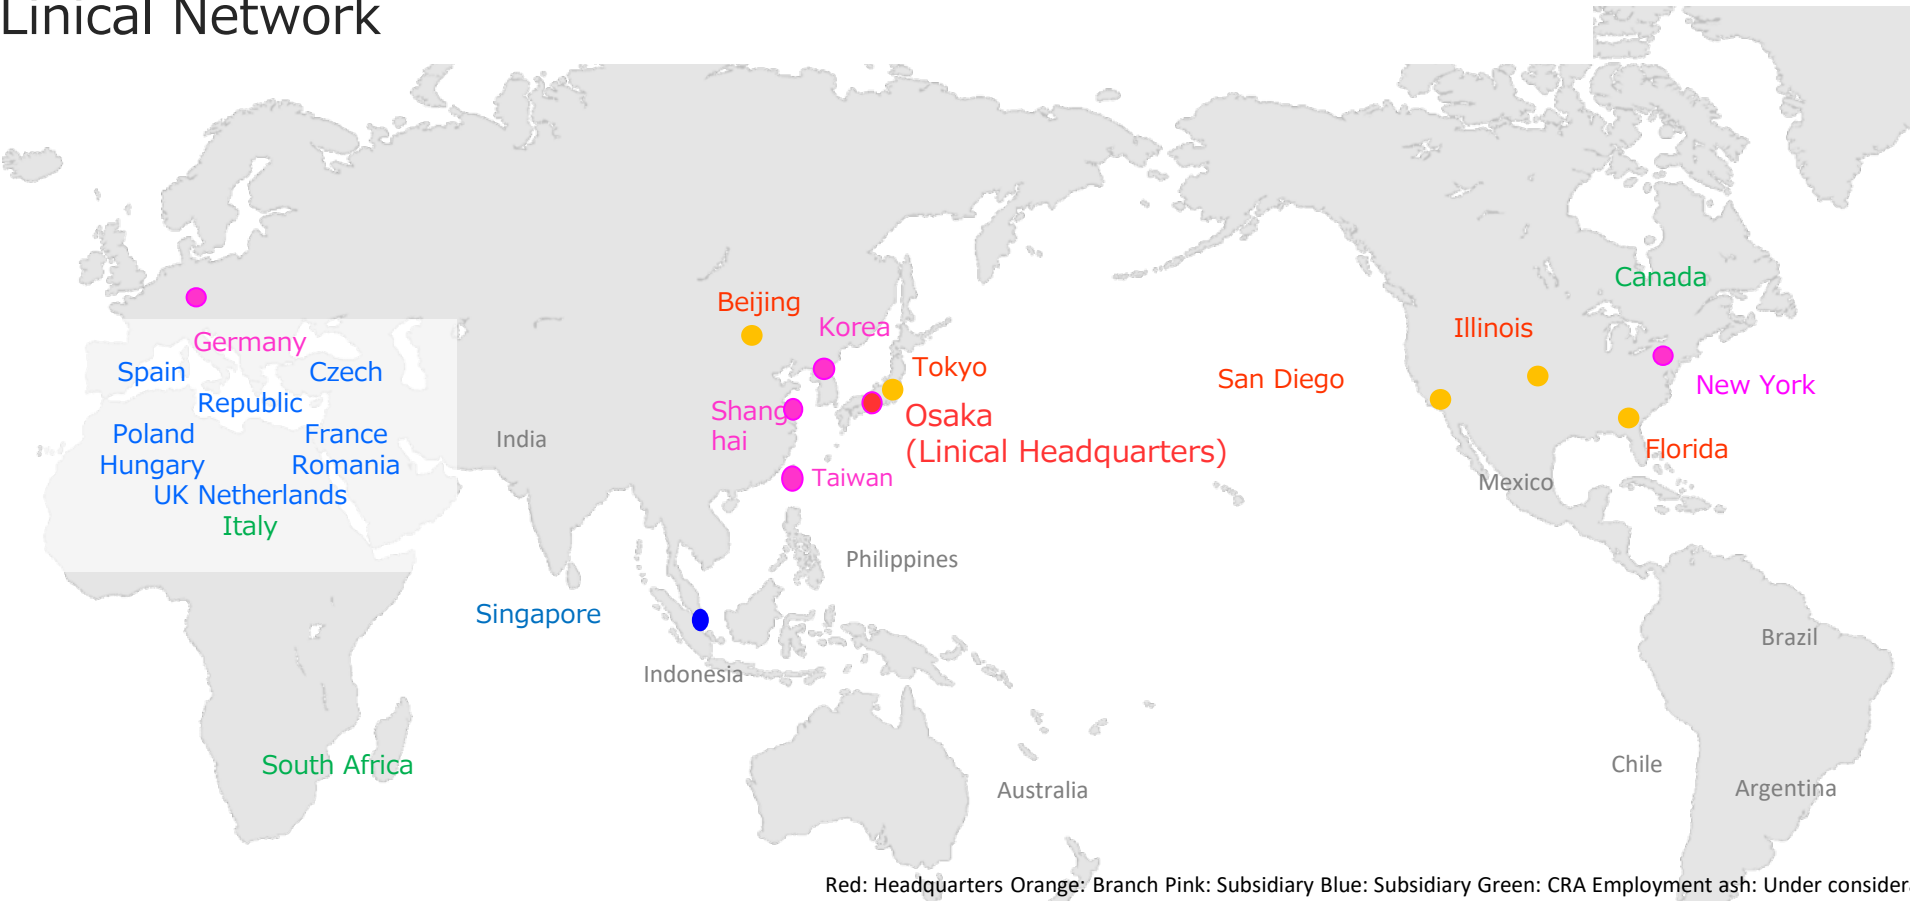 Linical Network
Canada
Beijing
Korea
Illinois
Germany
Tokyo
Spain
Czech
San Diego
New York
Republic
Shang
hai
Osaka
(Linical Headquarters)
Poland
France
India
Florida
Hungary
Romania
Taiwan
Mexico
UK Netherlands
Italy
Philippines
Singapore
Brazil
Indonesia
South Africa
Chile
Australia
Argentina
Red: Headquarters Orange: Branch Pink: Subsidiary Blue: Subsidiary Green: CRA Employment ash: Under